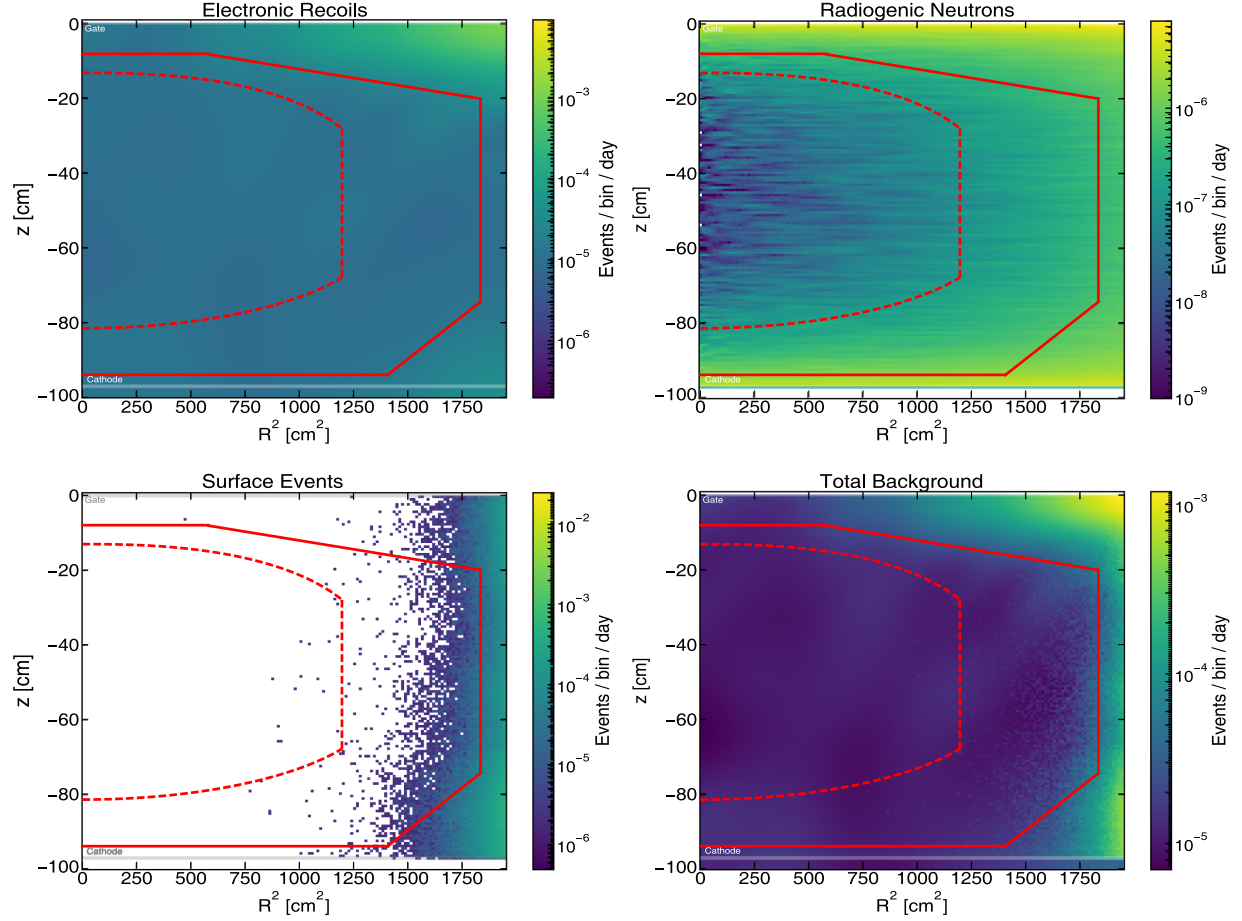 Electronic Recoils
Gate
Cathode
0
−20
−40
−60
−80
−100
z [cm]
0 250 500 750 1000 1250 1500 1750
R² [cm²]
10⁻³
10⁻⁴
10⁻⁵
10⁻⁶
Events / bin / day
Radiogenic Neutrons
Gate
Cathode
0
−20
−40
−60
−80
−100
z [cm]
0 250 500 750 1000 1250 1500 1750
R² [cm²]
10⁻⁶
10⁻⁷
10⁻⁸
10⁻⁹
Events / bin / day
Surface Events
Gate
Cathode
0
−20
−40
−60
−80
−100
z [cm]
0 250 500 750 1000 1250 1500 1750
R² [cm²]
10⁻²
10⁻³
10⁻⁴
10⁻⁵
10⁻⁶
Events / bin / day
Total Background
Gate
Cathode
0
−20
−40
−60
−80
−100
z [cm]
0 250 500 750 1000 1250 1500 1750
R² [cm²]
10⁻³
10⁻⁴
10⁻⁵
Events / bin / day